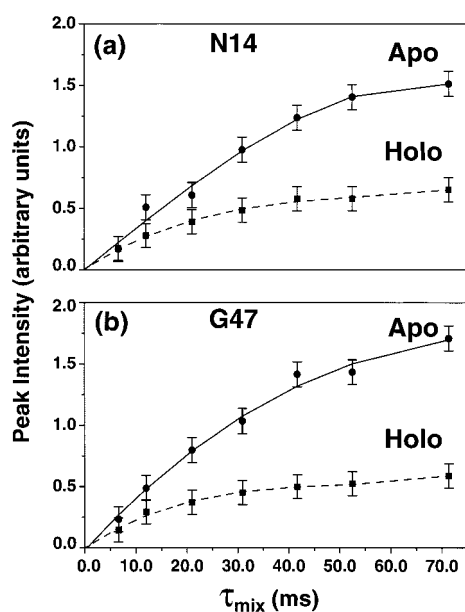 (a) N14 Apo
2.0
1.5
1.0
Holo
0.5
0.0
(b) G47 Apo
2.0
1.5
1.0
Holo
0.5
0.0
0.0 10.0 20.0 30.0 40.0 50.0 60.0 70.0
τmix (ms)
Peak Intensity (arbitrary units)